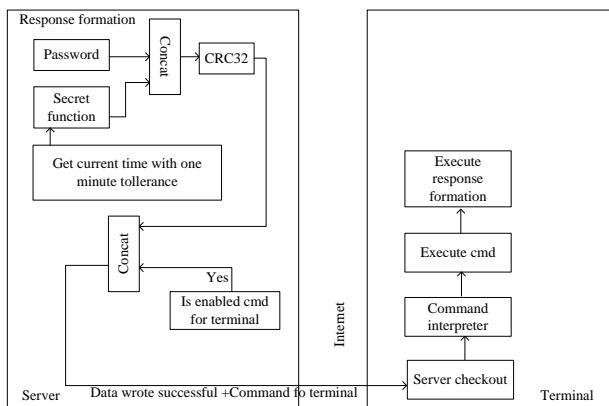 Response formation
Password
Concat
CRC32
Secret
function
Get current time with one
minute tollerance
Concat
Yes
Is enabled cmd
for terminal
Server
Data wrote successful +Command fo terminal
Internet
Execute
response
formation
Execute cmd
Command
interpreter
Server checkout
Terminal